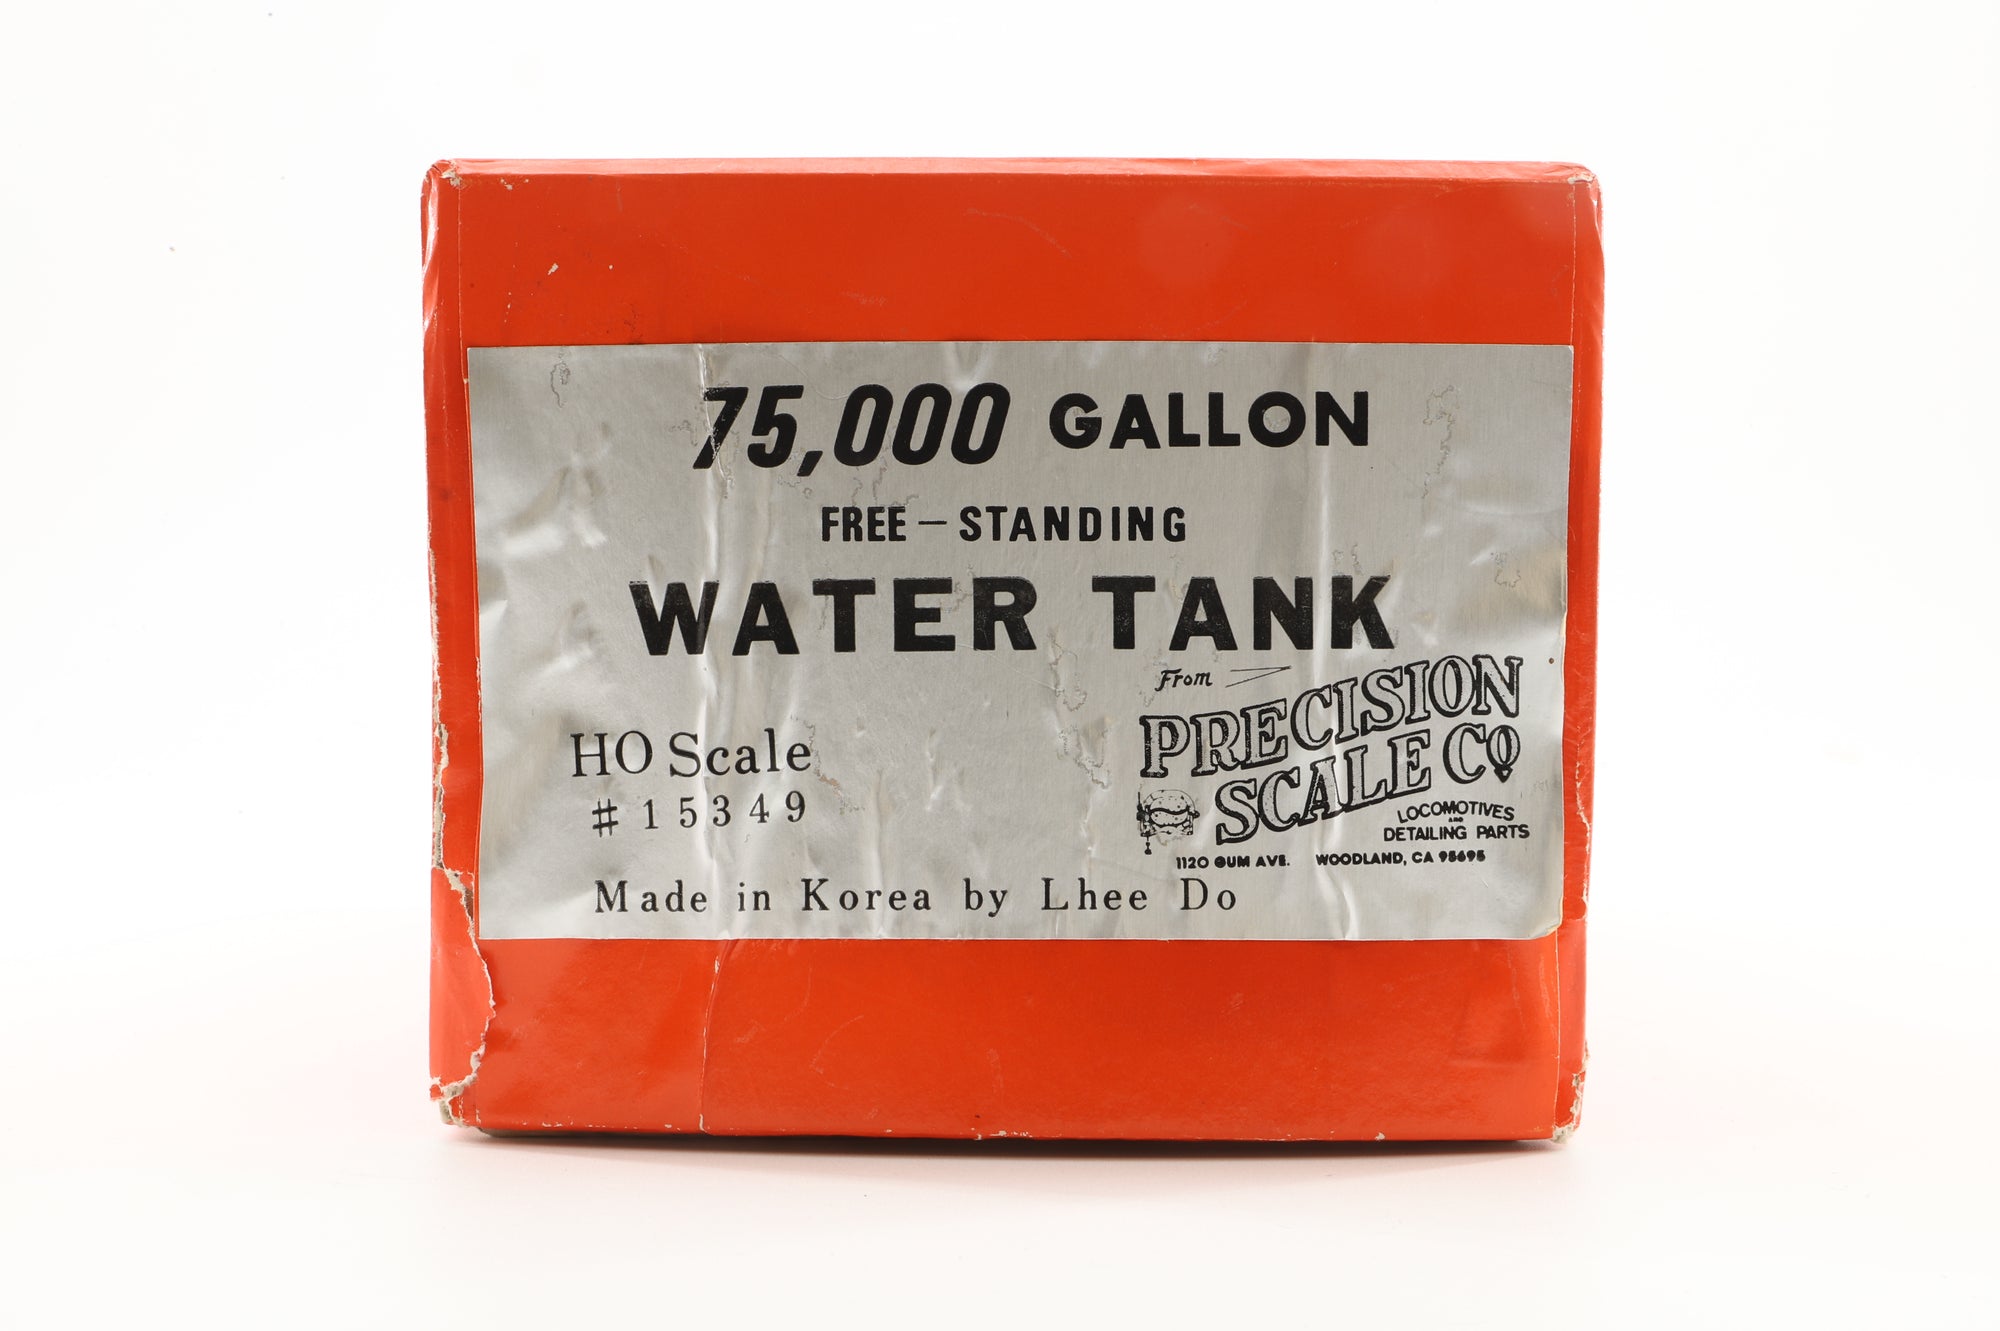 75,000 GALLON
FREE – STANDING
WATER TANK
From
PRECISION
SCALE CO
HO Scale
# 15349
LOCOMOTIVES
AND
DETAILING PARTS
1120 GUM AVE. WOODLAND, CA 95695
Made in Korea by Lhee Do